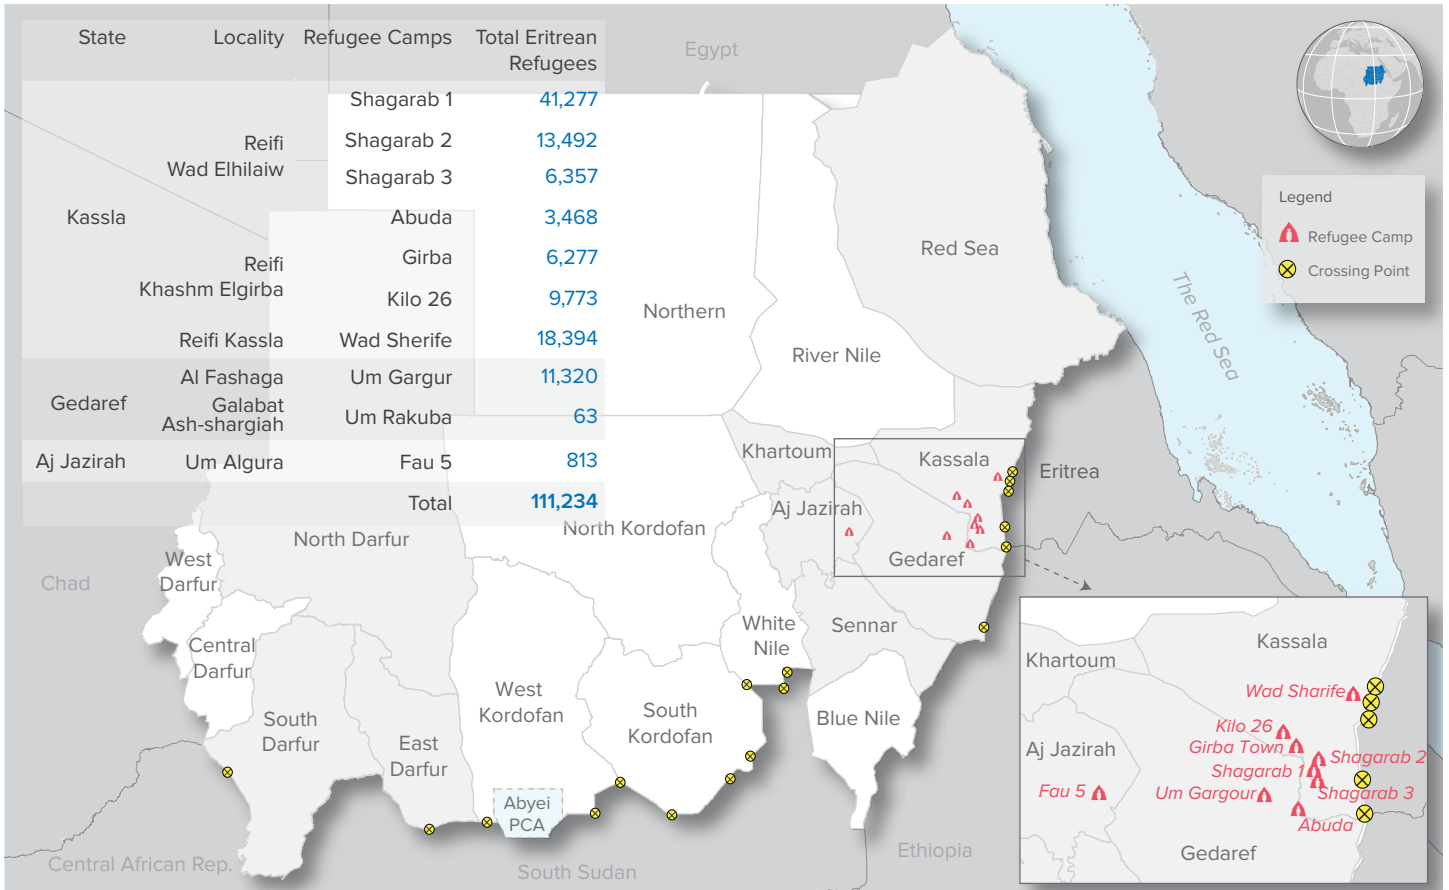 State Locality Refugee Camps Total Eritrean
Refugees
Shagarab 1 41,277
Reifi
Wad Elhilaiw
Shagarab 2 13,492
Shagarab 3 6,357
Kassla
Abuda 3,468
Reifi
Khashm Elgirba
Girba 6,277
Kilo 26 9,773
Reifi Kassla Wad Sherife 18,394
Gedaref
Al Fashaga Um Gargur 11,320
Galabat
Ash-shargiah
Um Rakuba 63
Aj Jazirah Um Algura Fau 5 813
Total 111,234
Egypt
Legend
Refugee Camp
Crossing Point
Red Sea
The Red Sea
Northern
River Nile
Khartoum
Kassala
Eritrea
Aj Jazirah
North Kordofan
North Darfur
Gedaref
West
Darfur
Chad
White
Nile
Sennar
Central
Darfur
West
Kordofan
South
Kordofan
Blue Nile
South
Darfur
East
Darfur
Abyei
PCA
Central African Rep.
South Sudan
Ethiopia
Kassala
Khartoum
Wad Sharife
Kilo 26
Girba Town
Aj Jazirah
Shagarab 2
Shagarab 1
Fau 5
Um Gargour
Shagarab 3
Abuda
Gedaref